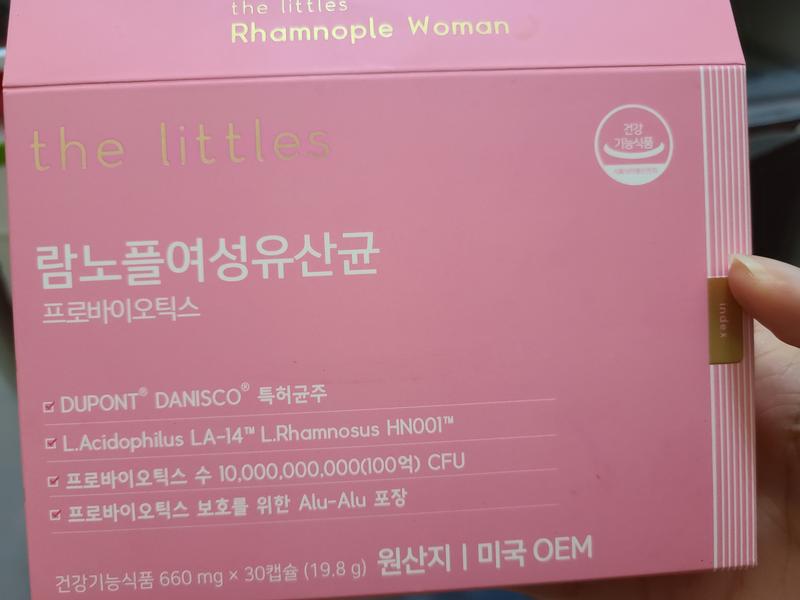 the littles
Rhamnople Woman
the littles
건강
기능식품
람노플여성유산균
프로바이오틱스
DUPONT® DANISCO® 특허균주
L.Acidophilus LA-14™ L.Rhamnosus HN001™
프로바이오틱스 수 10,000,000,000(100억) CFU
프로바이오틱스 보호를 위한 Alu-Alu 포장
건강기능식품 660 mg × 30캡슐 (19.8 g) 원산지 | 미국 OEM
index